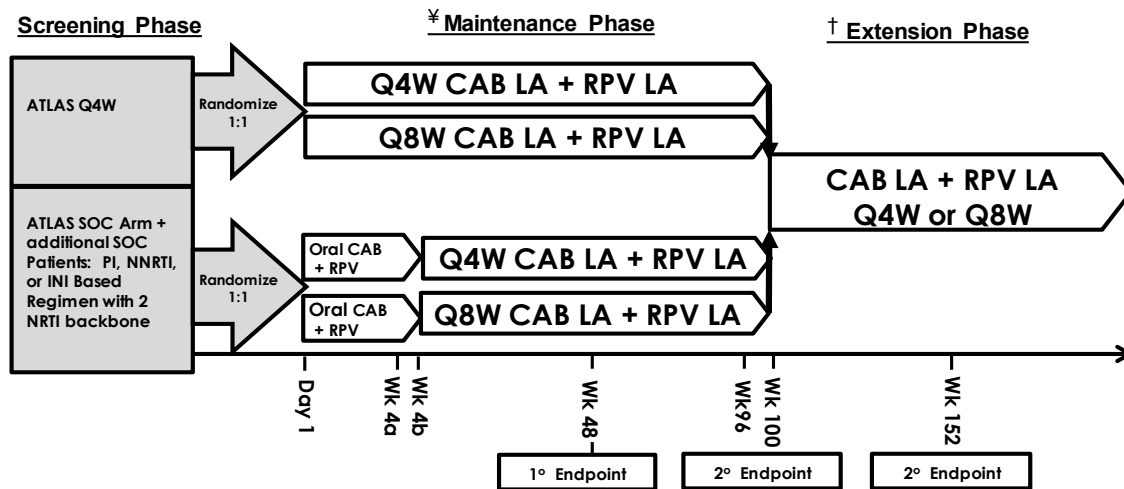 Screening Phase
¥ Maintenance Phase
† Extension Phase
ATLAS Q4W
Randomize
1:1
Q4W CAB LA + RPV LA
Q8W CAB LA + RPV LA
CAB LA + RPV LA
Q4W or Q8W
ATLAS SOC Arm +
additional SOC
Patients: PI, NNRTI,
or INI Based
Regimen with 2
NRTI backbone
Randomize
1:1
Oral CAB
+ RPV
Q4W CAB LA + RPV LA
Oral CAB
+ RPV
Q8W CAB LA + RPV LA
Day 1
Wk 4a
Wk 4b
Wk 48
Wk96
Wk 100
Wk 152
1º Endpoint
2º Endpoint
2º Endpoint